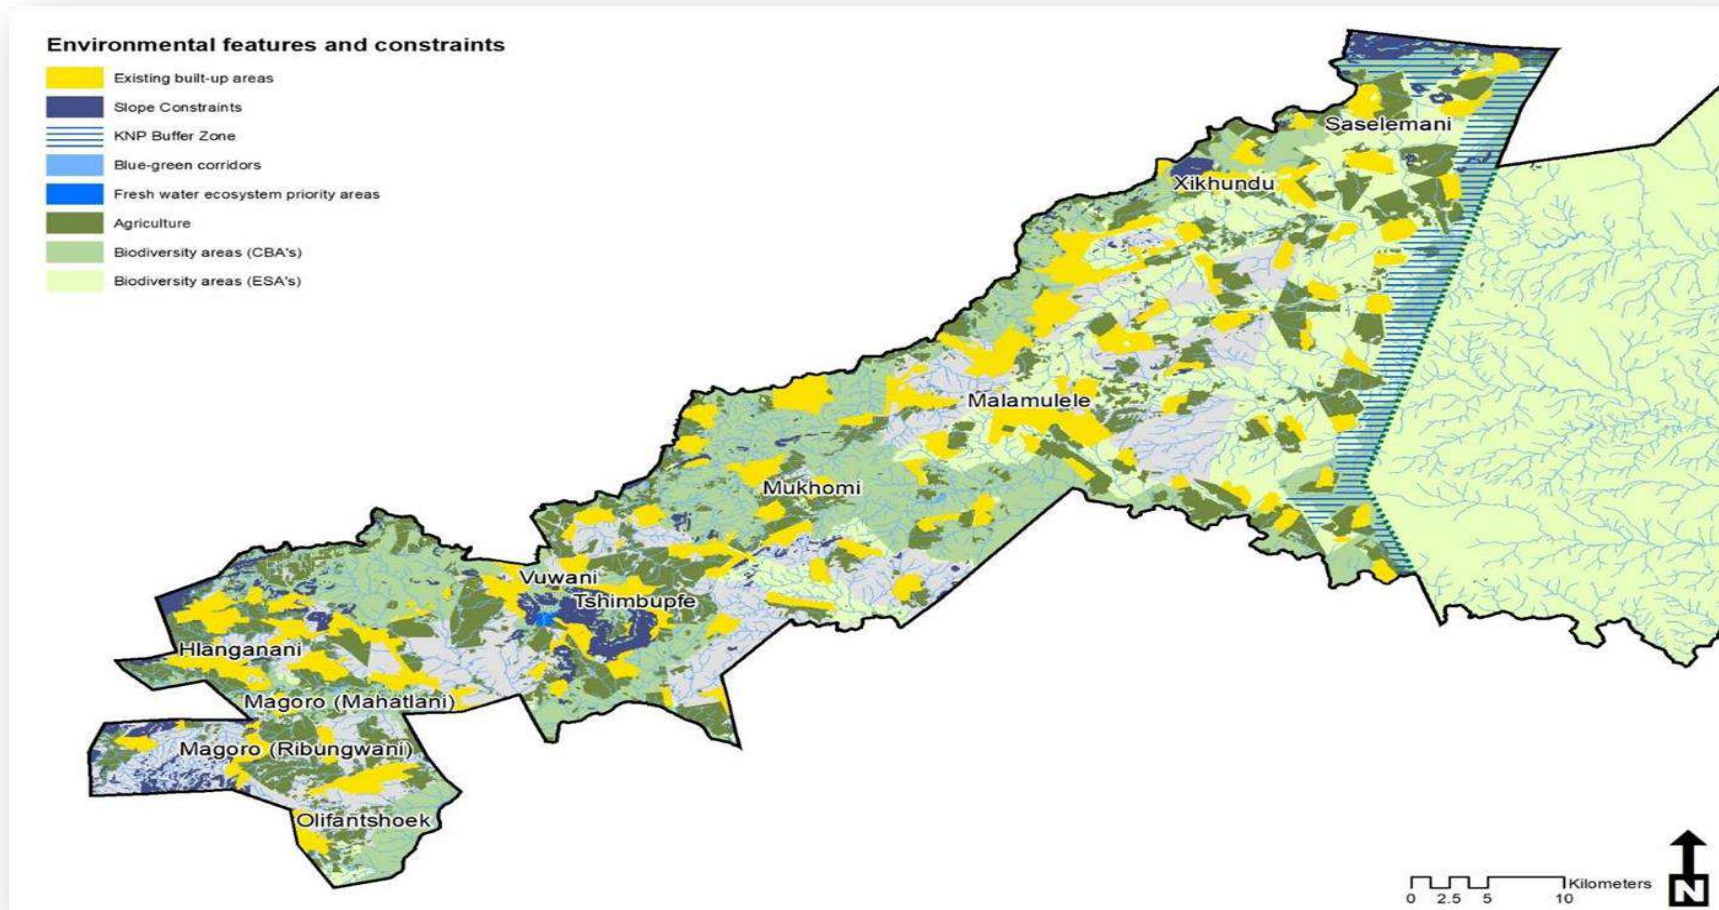 Environmental features and constraints
Existing built-up areas
Slope Constraints
KNP Buffer Zone
Blue-green corridors
Fresh water ecosystem priority areas
Agriculture
Biodiversity areas (CBA's)
Biodiversity areas (ESA's)
Saselemani
Xikhundu
Malamulele
Mukhomi
Vuwani
Tshimbupfe
Hlanganani
Magoro (Mahatlani)
Magoro (Ribungwani)
Olifantshoek
Kilometers
0 2.5 5 10
N